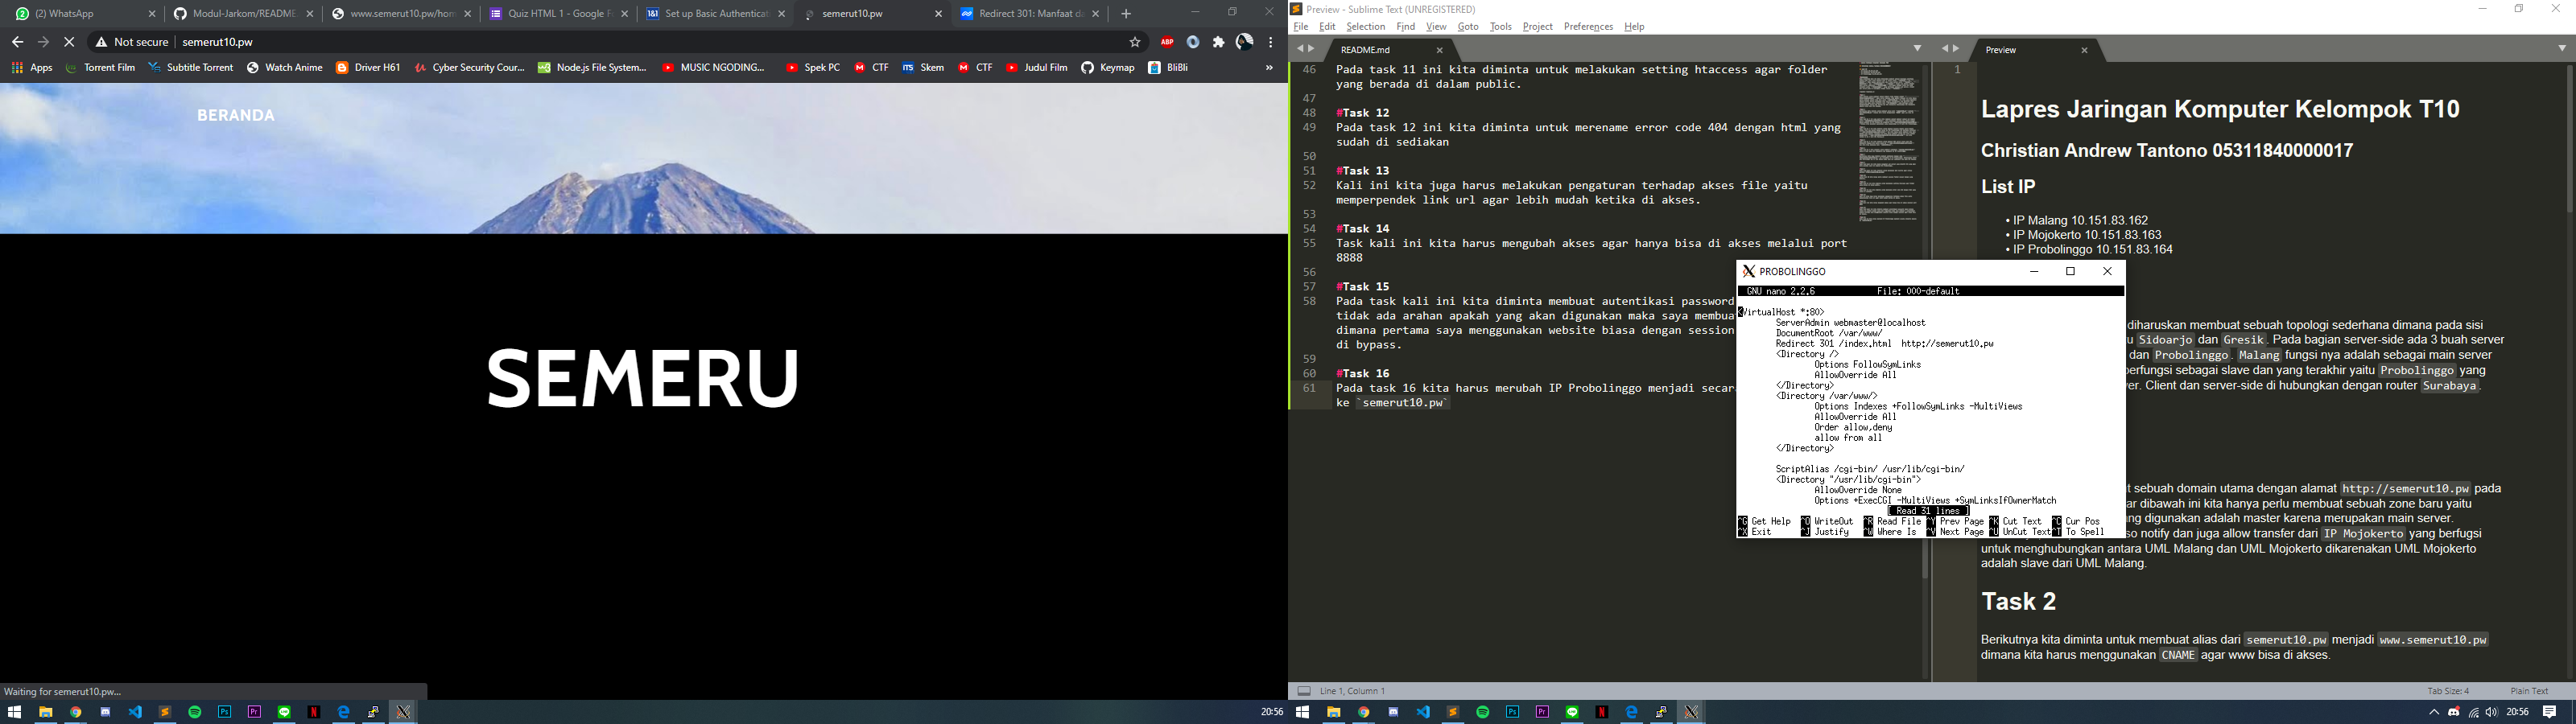 (2) WhatsApp
Modul-Jarkom/README.
www.semerut10.pw/hom
Quiz HTML 1 - Google Fo
Set up Basic Authenticat
semerut10.pw
Redirect 301: Manfaat da
Not secure
semerut10.pw
ABP
Apps
Torrent Film
Subtitle Torrent
Watch Anime
Driver H61
Cyber Security Cour...
Node.js File System...
MUSIC NGODING...
Spek PC
CTF
Skem
CTF
Judul Film
Keymap
BliBli
»
BERANDA
SEMERU
Waiting for semerut10.pw...
20:56
Preview - Sublime Text (UNREGISTERED)
File Edit Selection Find View Goto Tools Project Preferences Help
README.md
46 Pada task 11 ini kita diminta untuk melakukan setting htaccess agar folder
yang berada di dalam public.
47
48 #Task 12
49 Pada task 12 ini kita diminta untuk merename error code 404 dengan html yang
sudah di sediakan
50
51 #Task 13
52 Kali ini kita juga harus melakukan pengaturan terhadap akses file yaitu
memperpendek link url agar lebih mudah ketika di akses.
53
54 #Task 14
55 Task kali ini kita harus mengubah akses agar hanya bisa di akses melalui port
8888
56
57 #Task 15
58 Pada task kali ini kita diminta membuat autentikasi password
tidak ada arahan apakah yang akan digunakan maka saya membuat
dimana pertama saya menggunakan website biasa dengan session
di bypass.
59
60 #Task 16
61 Pada task 16 kita harus merubah IP Probolinggo menjadi secar
ke `semerut10.pw`
Preview
1
Lapres Jaringan Komputer Kelompok T10
Christian Andrew Tantono 05311840000017
List IP
• IP Malang 10.151.83.162
• IP Mojokerto 10.151.83.163
• IP Probolinggo 10.151.83.164
diharuskan membuat sebuah topologi sederhana dimana pada sisi
u Sidoarjo dan Gresik. Pada bagian server-side ada 3 buah server
dan Probolinggo. Malang fungsi nya adalah sebagai main server
erfungsi sebagai slave dan yang terakhir yaitu Probolinggo yang
er. Client dan server-side di hubungkan dengan router Surabaya.
t sebuah domain utama dengan alamat http://semerut10.pw pada
ar dibawah ini kita hanya perlu membuat sebuah zone baru yaitu
ng digunakan adalah master karena merupakan main server.
so notify dan juga allow transfer dari IP Mojokerto yang berfugsi
untuk menghubungkan antara UML Malang dan UML Mojokerto dikarenakan UML Mojokerto
adalah slave dari UML Malang.
Task 2
Berikutnya kita diminta untuk membuat alias dari semerut10.pw menjadi www.semerut10.pw
dimana kita harus menggunakan CNAME agar www bisa di akses.
PROBOLINGGO
GNU nano 2.2.6 File: 000-default
<VirtualHost *:80>
ServerAdmin webmaster@localhost
DocumentRoot /var/www/
Redirect 301 /index.html http://semerut10.pw
<Directory />
Options FollowSymLinks
AllowOverride All
</Directory>
<Directory /var/www/>
Options Indexes +FollowSymLinks -MultiViews
AllowOverride All
Order allow,deny
allow from all
</Directory>
ScriptAlias /cgi-bin/ /usr/lib/cgi-bin/
<Directory "/usr/lib/cgi-bin">
AllowOverride None
Options +ExecCGI -MultiViews +SymLinksIfOwnerMatch
[ Read 31 lines ]
^G Get Help ^O WriteOut ^R Read File ^Y Prev Page ^K Cut Text ^C Cur Pos
^X Exit ^J Justify ^W Where Is ^V Next Page ^U UnCut Text ^T To Spell
Line 1, Column 1
Tab Size: 4
Plain Text
20:56